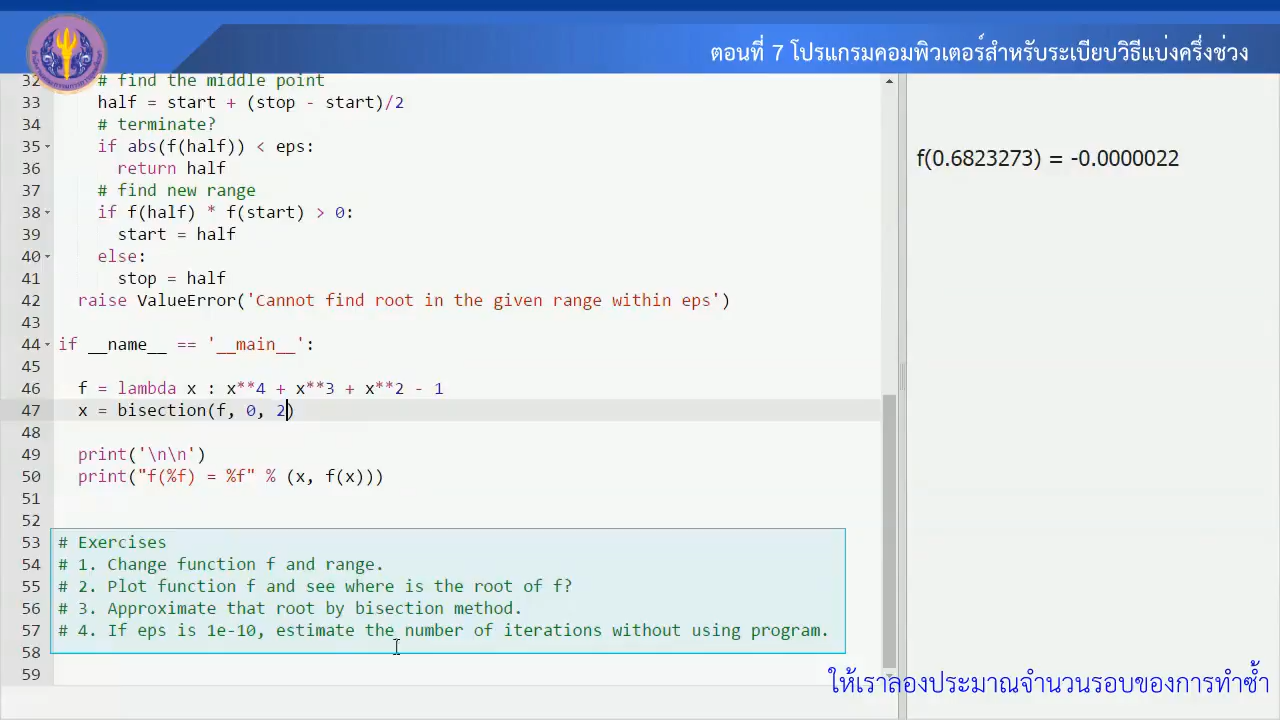 ตอนที่ 7 โปรแกรมคอมพิวเตอร์สำหรับระเบียบวิธีแบ่งครึ่งช่วง
32 # find the middle point
33 half = start + (stop - start)/2
34 # terminate?
35 if abs(f(half)) < eps:
36 return half
37 # find new range
38 if f(half) * f(start) > 0:
39 start = half
40 else:
41 stop = half
42 raise ValueError('Cannot find root in the given range within eps')
43
44 if __name__ == '__main__':
45
46 f = lambda x : x**4 + x**3 + x**2 - 1
47 x = bisection(f, 0, 2)
48
49 print('\n\n')
50 print("f(%f) = %f" % (x, f(x)))
51
52
53 # Exercises
54 # 1. Change function f and range.
55 # 2. Plot function f and see where is the root of f?
56 # 3. Approximate that root by bisection method.
57 # 4. If eps is 1e-10, estimate the number of iterations without using program.
58
59
f(0.6823273) = -0.0000022
ให้เราลองประมาณจำนวนรอบของการทำซ้ำ